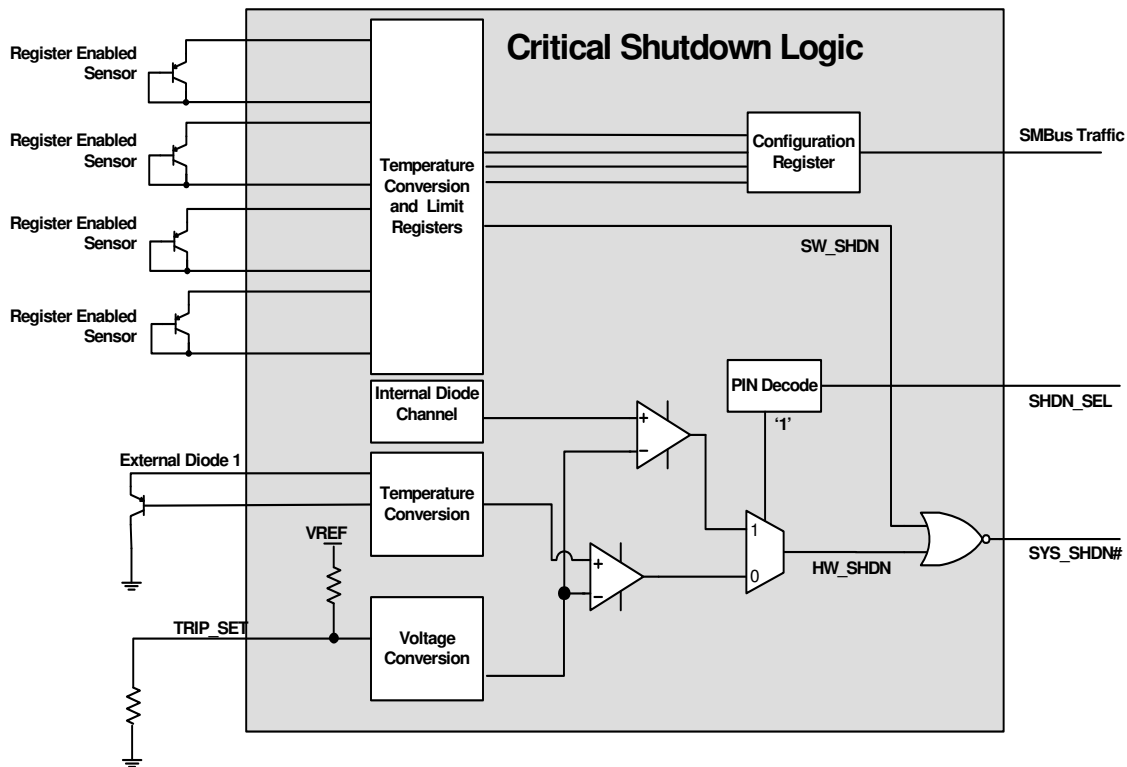 Critical Shutdown Logic
Register Enabled
Sensor
Register Enabled
Sensor
Register Enabled
Sensor
Register Enabled
Sensor
Temperature
Conversion
and Limit
Registers
Configuration
Register
SMBus Traffic
SW_SHDN
Internal Diode
Channel
PIN Decode
'1'
SHDN_SEL
External Diode 1
Temperature
Conversion
VREF
TRIP_SET
Voltage
Conversion
+
−
+
−
1
0
HW_SHDN
SYS_SHDN#